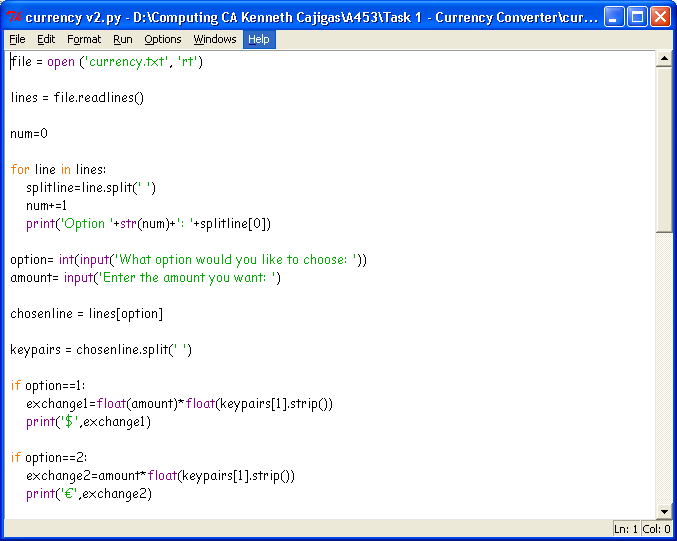 currency v2.py - D:\Computing CA Kenneth Cajigas\A453\Task 1 - Currency Converter\cur...
File Edit Format Run Options Windows Help
file = open ('currency.txt', 'rt')
lines = file.readlines()
num=0
for line in lines:
    splitline=line.split(' ')
    num+=1
    print('Option '+str(num)+': '+splitline[0])
option= int(input('What option would you like to choose: '))
amount= input('Enter the amount you want: ')
chosenline = lines[option]
keypairs = chosenline.split(' ')
if option==1:
    exchange1=float(amount)*float(keypairs[1].strip())
    print('$',exchange1)
if option==2:
    exchange2=amount*float(keypairs[1].strip())
    print('€',exchange2)
Ln: 1 Col: 0